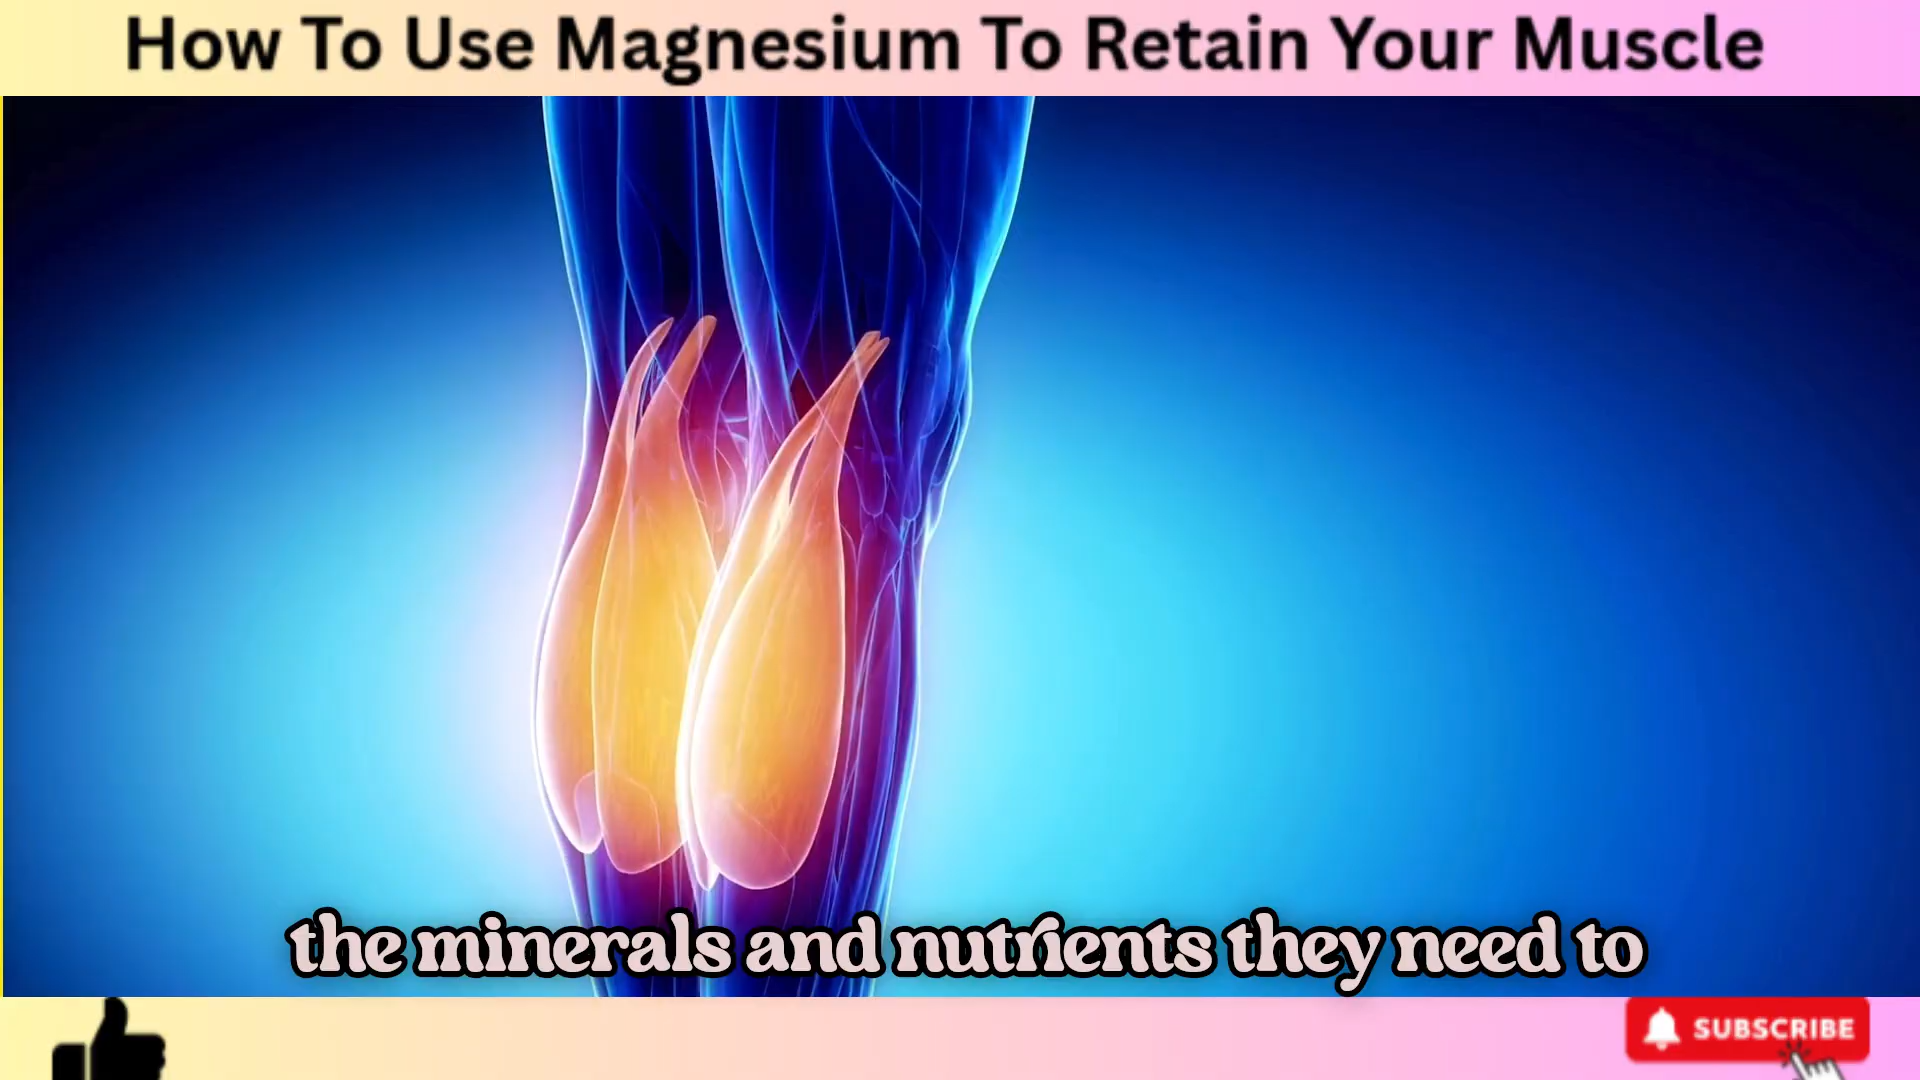 How To Use Magnesium To Retain Your Muscle
the minerals and nutrients they need to
SUBSCRIBE